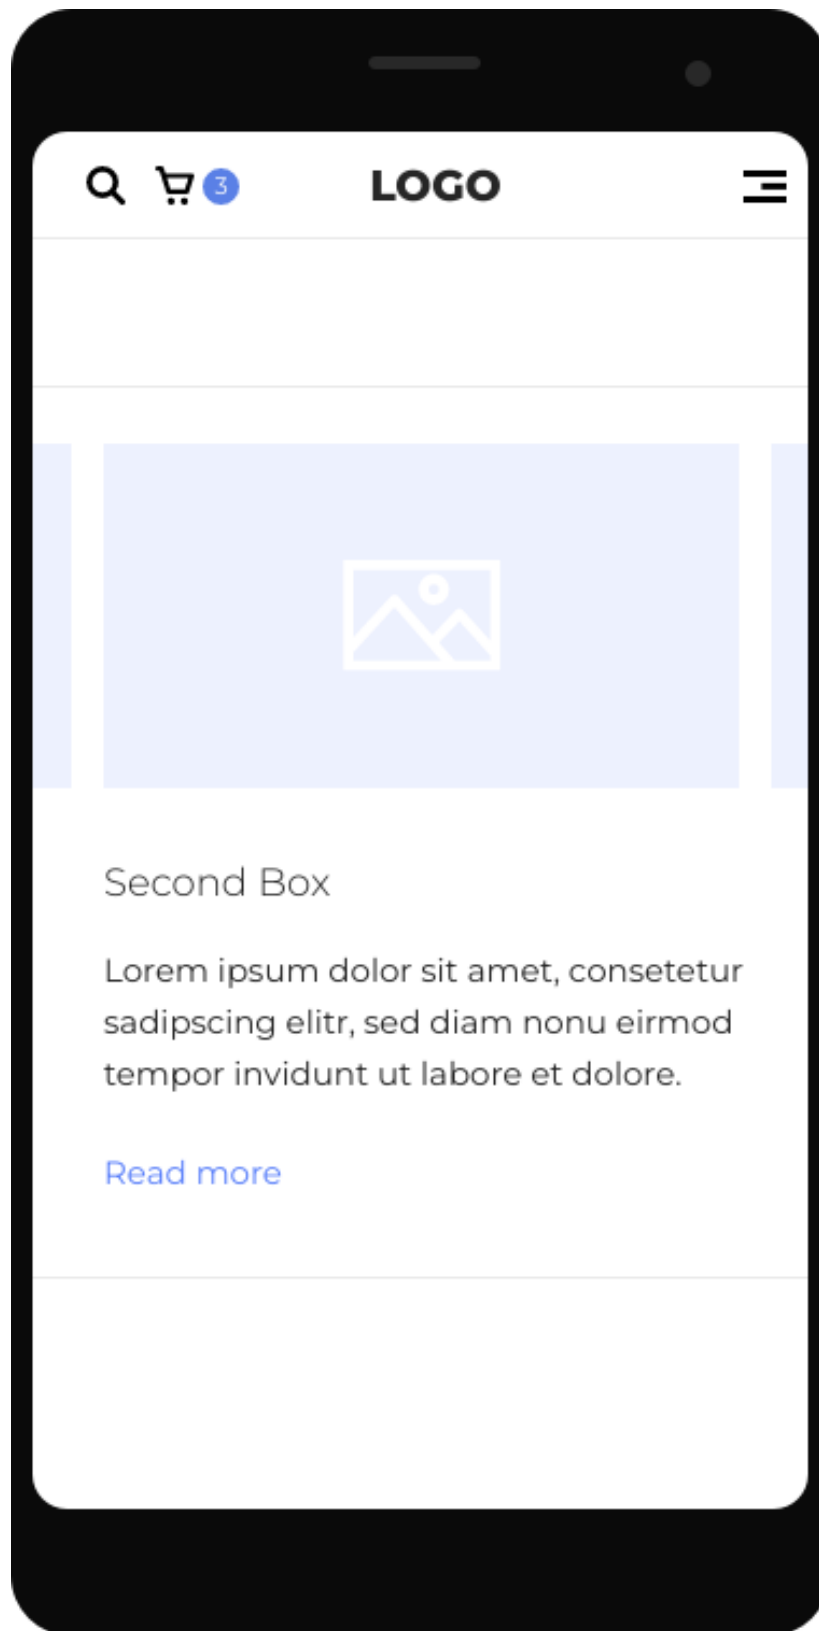 3
LOGO
Second Box
Lorem ipsum dolor sit amet, consetetur
sadipscing elitr, sed diam nonu eirmod
tempor invidunt ut labore et dolore.
Read more